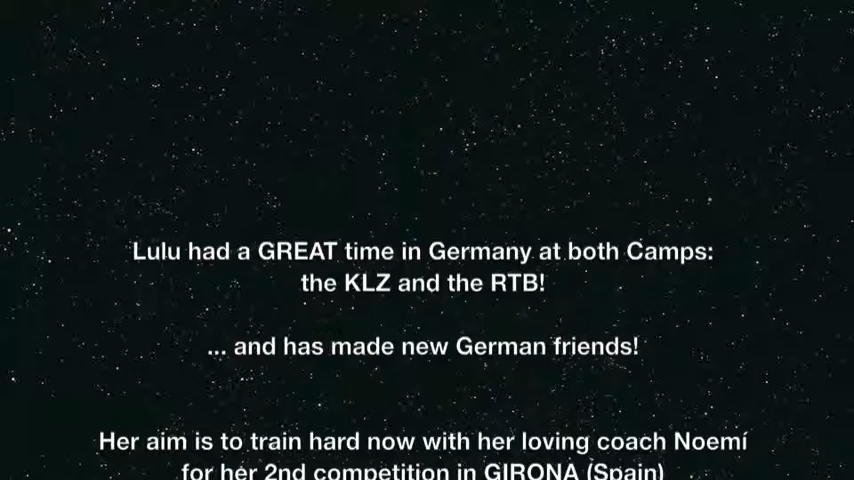 Lulu had a GREAT time in Germany at both Camps:
the KLZ and the RTB!
... and has made new German friends!
Her aim is to train hard now with her loving coach Noemí
for her 2nd competition in GIRONA (Spain)